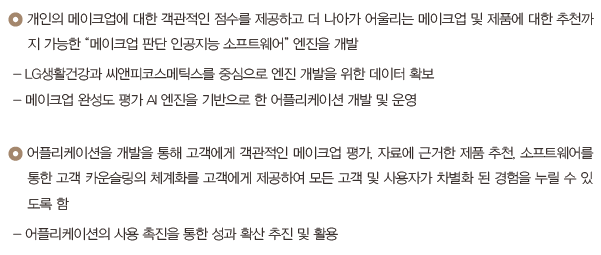 개인의 메이크업에 대한 객관적인 점수를 제공하고 더 나아가 어울리는 메이크업 및 제품에 대한 추천까
지 가능한 “메이크업 판단 인공지능 소프트웨어” 엔진을 개발
– LG생활건강과 씨앤피코스메틱스를 중심으로 엔진 개발을 위한 데이터 확보
– 메이크업 완성도 평가 AI 엔진을 기반으로 한 어플리케이션 개발 및 운영
어플리케이션을 개발을 통해 고객에게 객관적인 메이크업 평가, 자료에 근거한 제품 추천, 소프트웨어를
통한 고객 카운슬링의 체계화를 고객에게 제공하여 모든 고객 및 사용자가 차별화 된 경험을 누릴 수 있
도록 함
– 어플리케이션의 사용 촉진을 통한 성과 확산 추진 및 활용